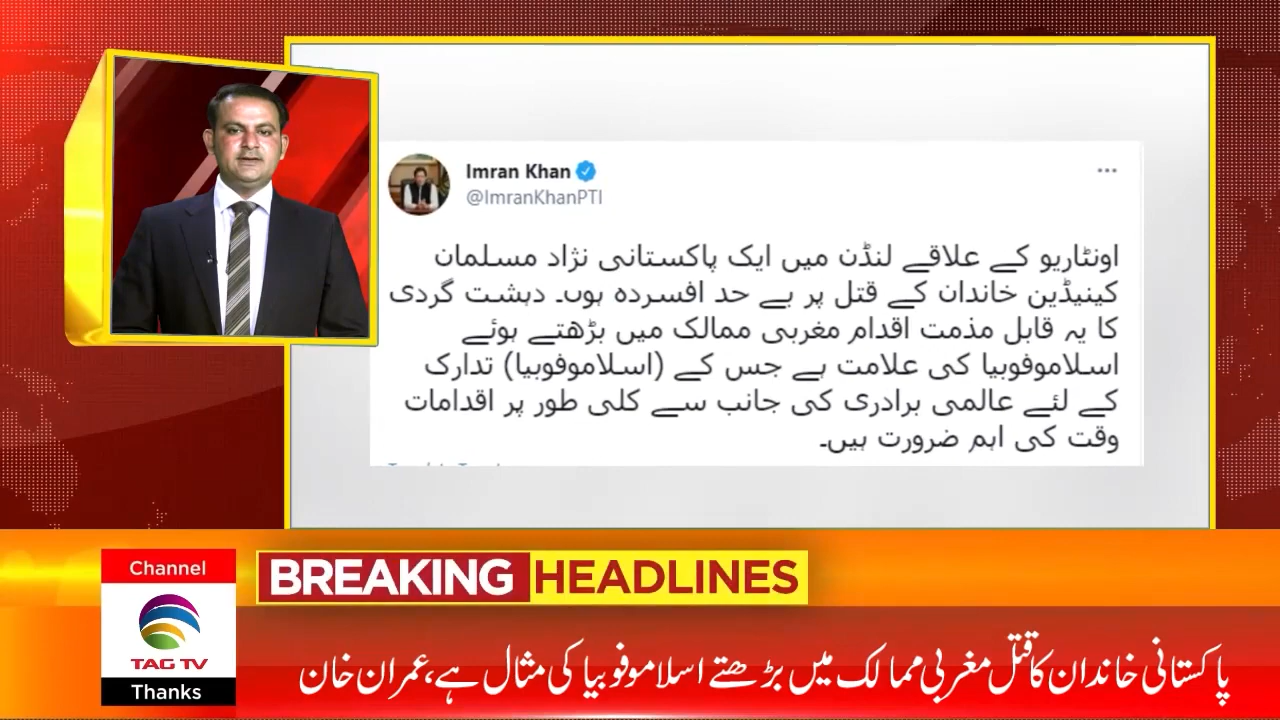 Imran Khan
@ImranKhanPTI
اونٹاریو کے علاقے لنڈن میں ایک پاکستانی نژاد مسلمان
کینیڈین خاندان کے قتل پر بے حد افسردہ ہوں۔ دہشت گردی
کا یہ قابل مذمت اقدام مغربی ممالک میں بڑھتے ہوئے
اسلاموفوبیا کی علامت ہے جس کے (اسلاموفوبیا) تدارک
کے لئے عالمی برادری کی جانب سے کلی طور پر اقدامات
وقت کی اہم ضرورت ہیں۔
Channel
TAG TV
Thanks
BREAKING HEADLINES
پاکستانی خاندان کا قتل مغربی ممالک میں بڑھتے اسلاموفوبیا کی مثال ہے، عمران خان